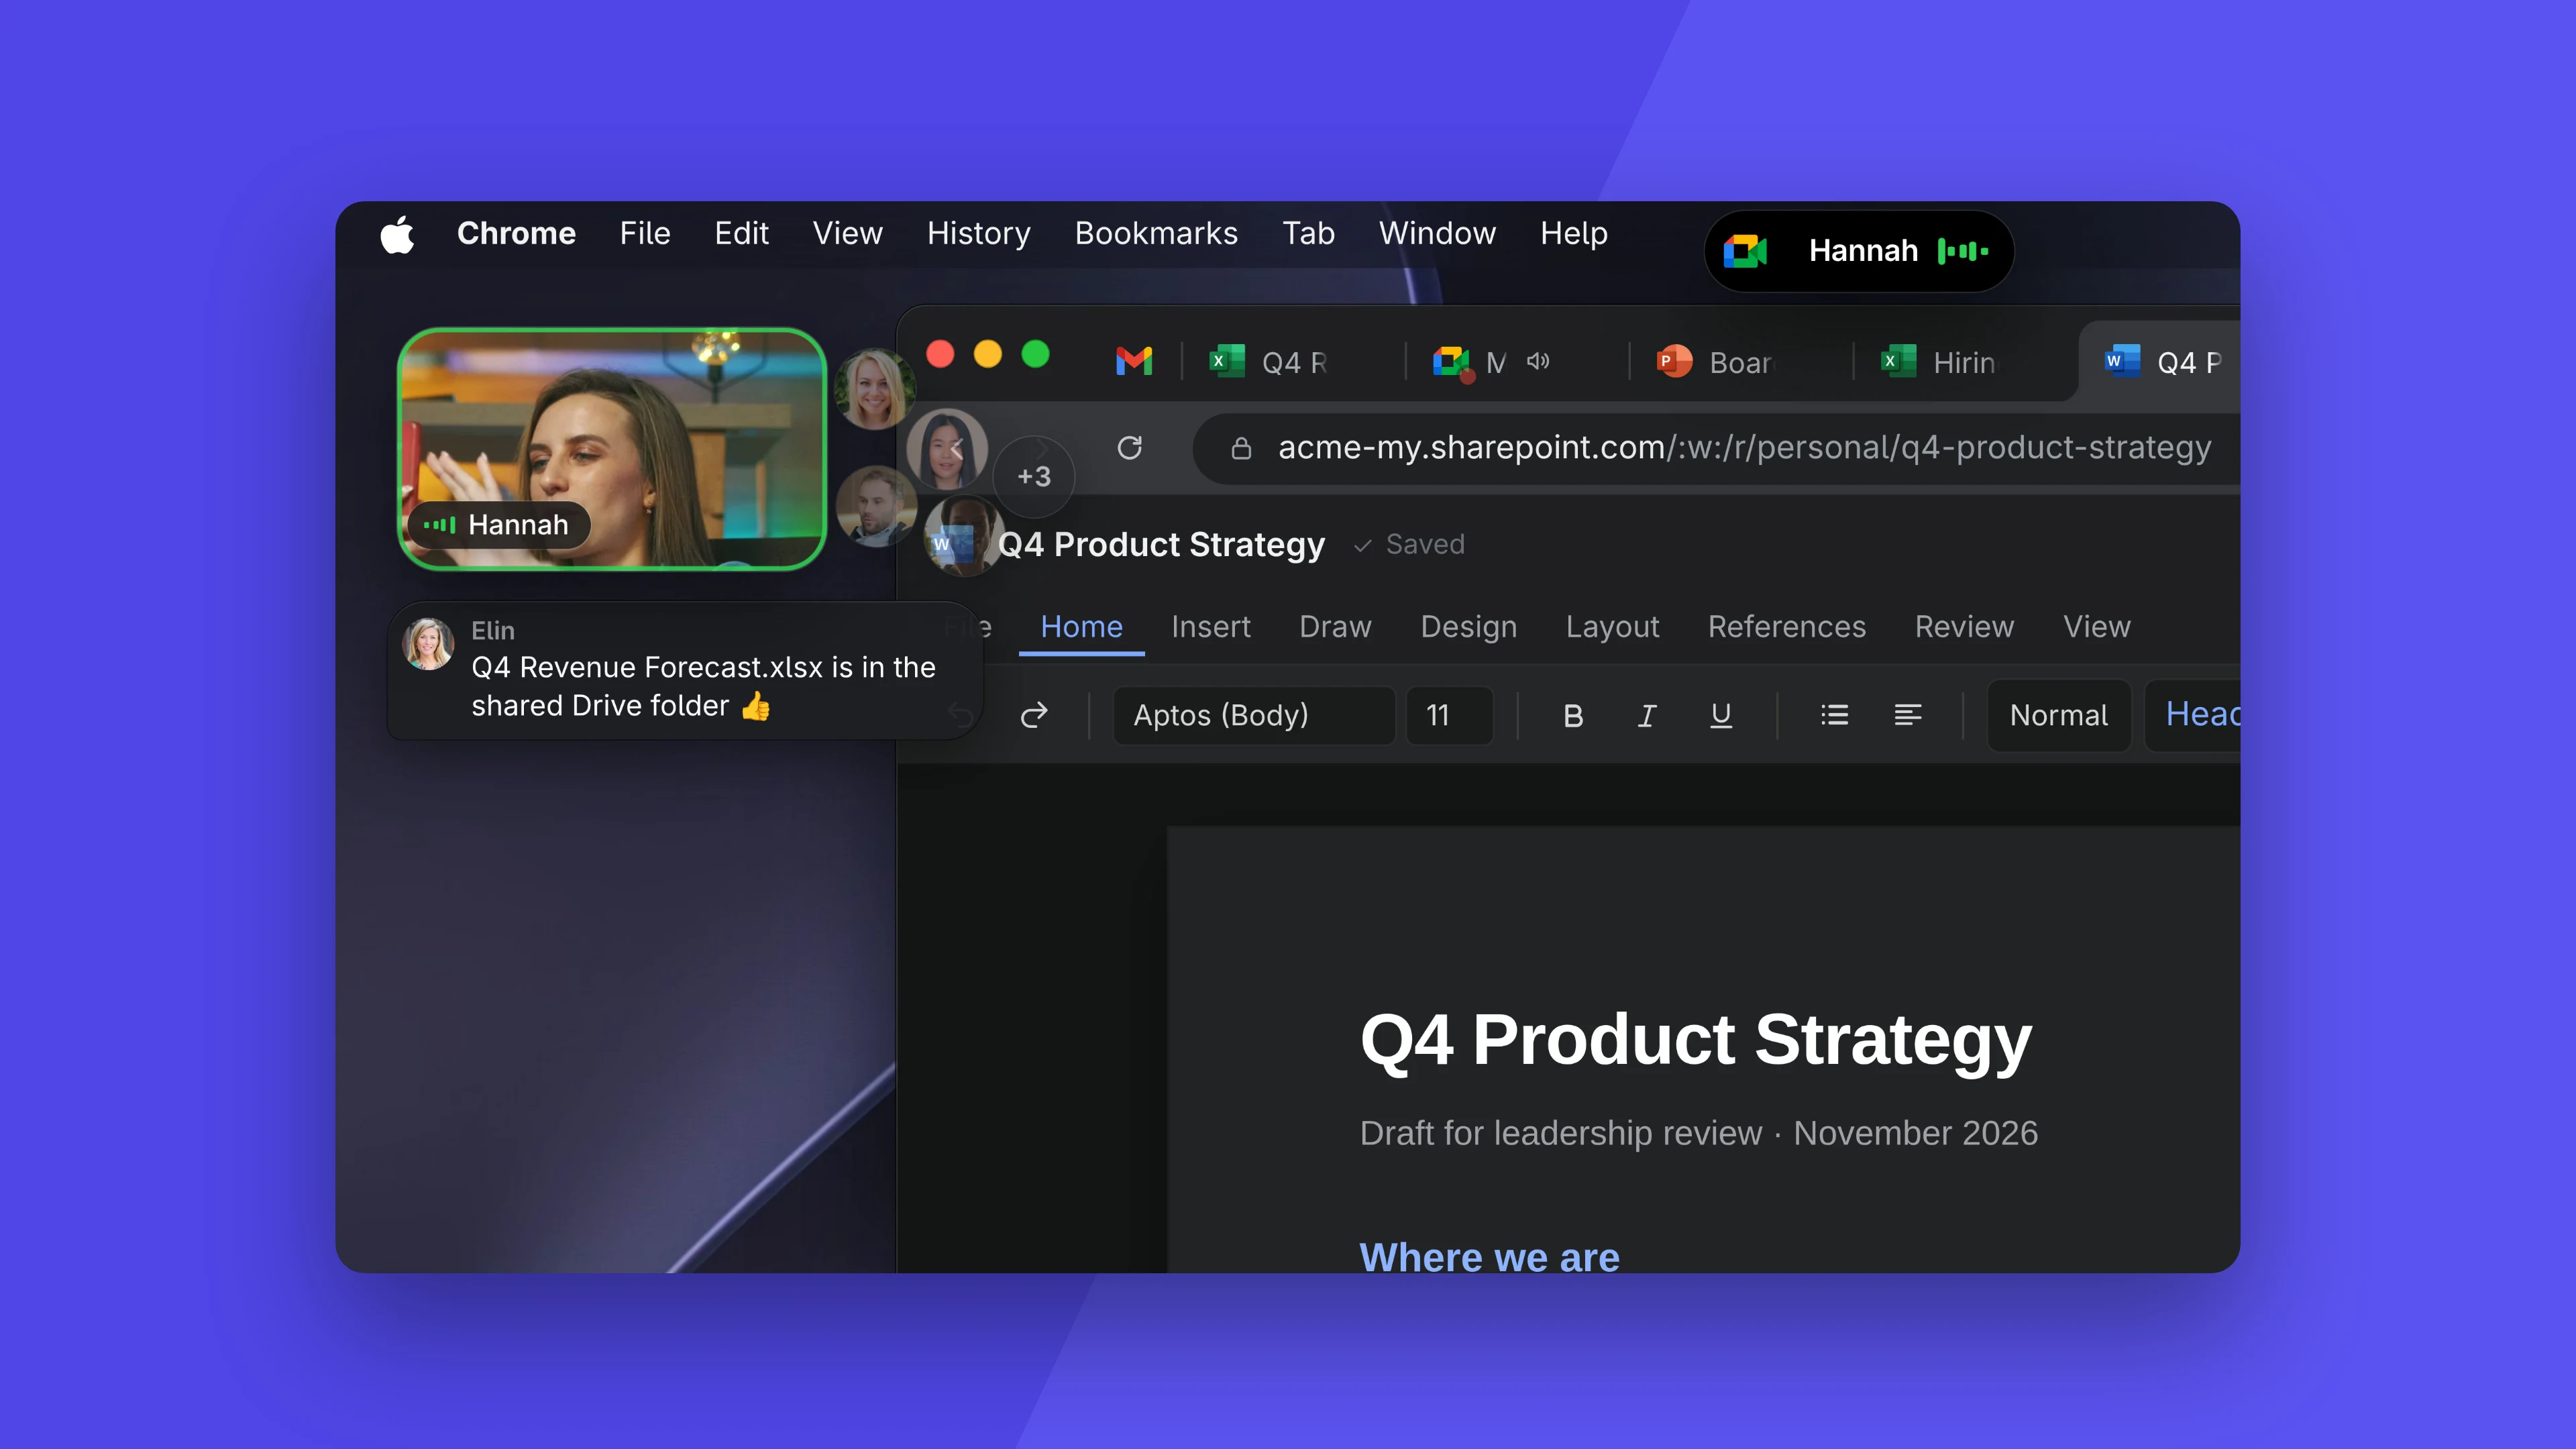 Chrome File Edit View History Bookmarks Tab Window Help
Hannah
Q4 R
M
Boar
Hirin
Q4 P
acme-my.sharepoint.com/:w:/r/personal/q4-product-strategy
+3
Hannah
Q4 Product Strategy
Saved
Elin
Q4 Revenue Forecast.xlsx is in the
shared Drive folder 👍
File Home Insert Draw Design Layout References Review View
Aptos (Body) 11 B I U Normal Head
Q4 Product Strategy
Draft for leadership review · November 2026
Where we are